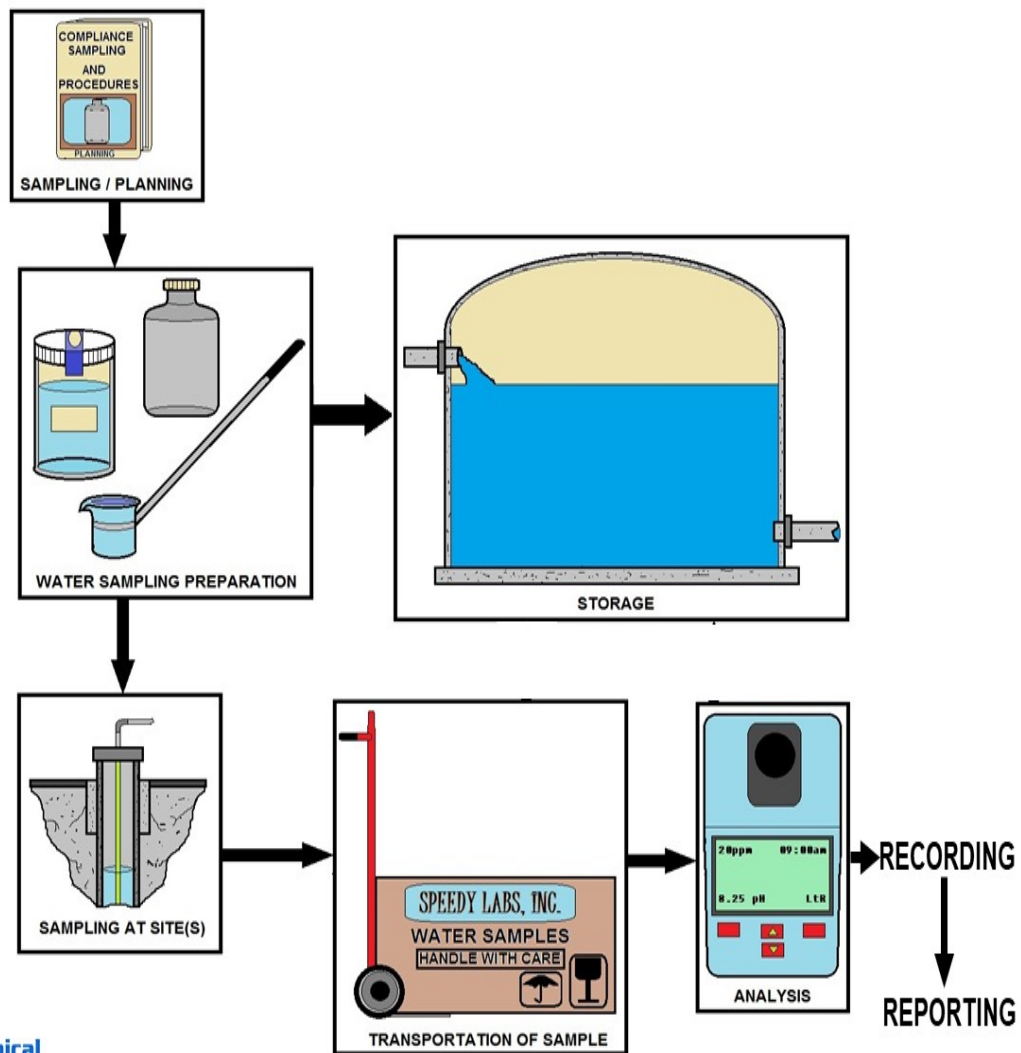 COMPLIANCE
SAMPLING
AND
PROCEDURES
PLANNING
SAMPLING / PLANNING
WATER SAMPLING PREPARATION
STORAGE
SAMPLING AT SITE(S)
SPEEDY LABS, INC.
WATER SAMPLES
HANDLE WITH CARE
TRANSPORTATION OF SAMPLE
20ppm 09:00am
8.25 pH LtR
ANALYSIS
RECORDING
REPORTING